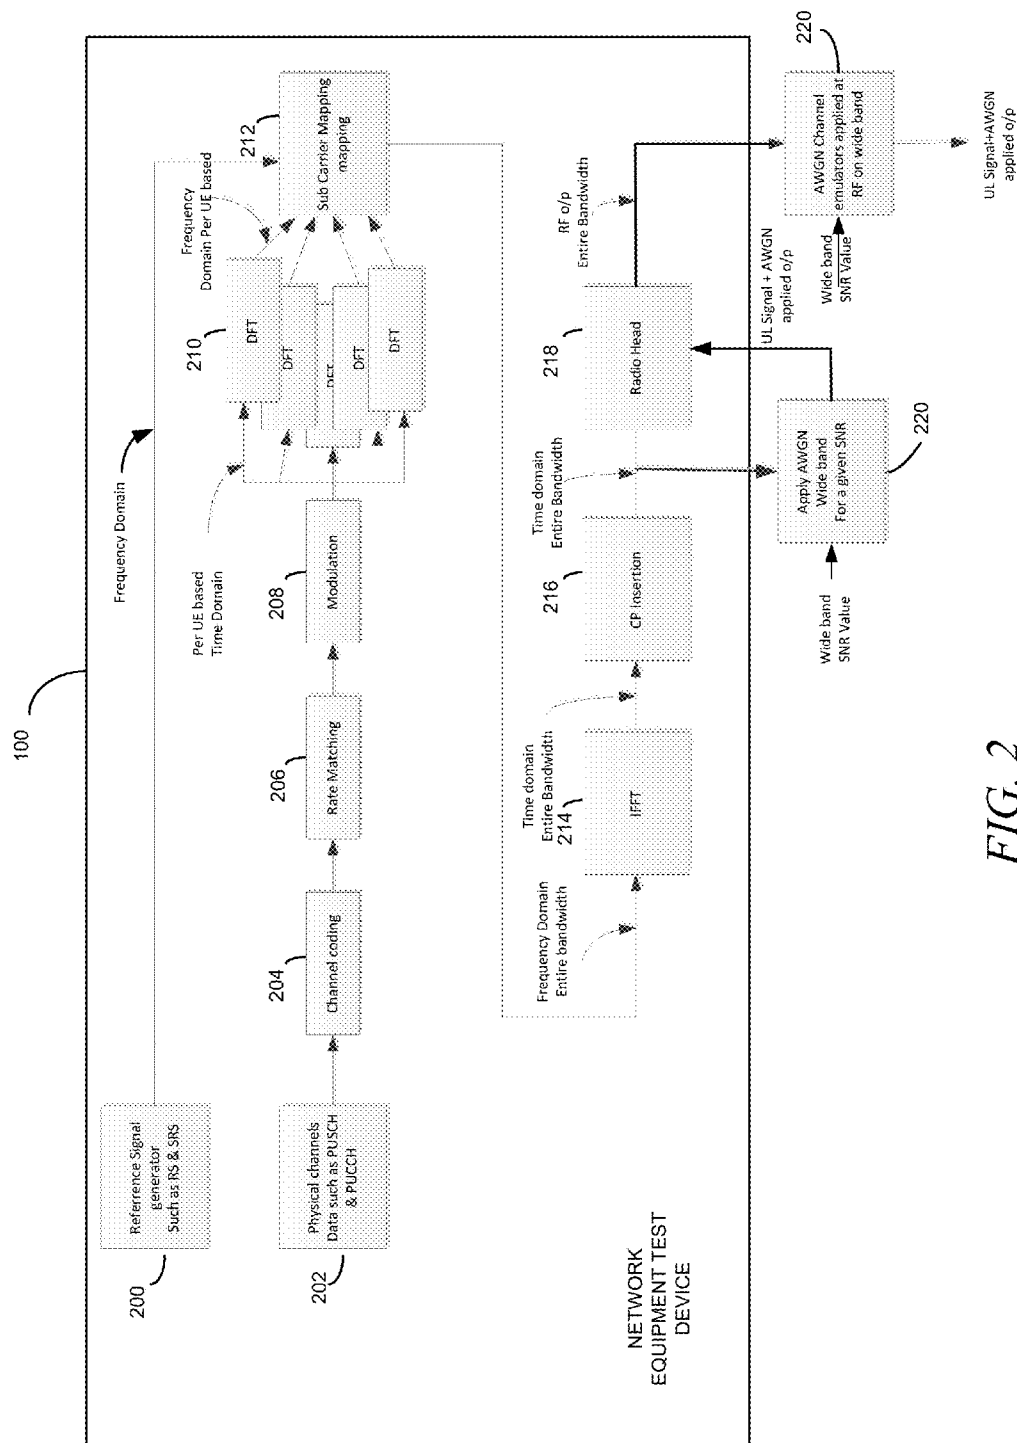 100
Referrence Signal
generator
Such as RS & SRS
200
Frequency Domain
Physical channels
Data such as PUSCH
& PUCCH
202
Channel coding
204
Rate Matching
206
Modulation
208
Per UE based
Time Domain
DFT
DFT
DFT
DFT
DFT
210
Frequency
Domain Per UE based
212
Sub Carrier Mapping
mapping
Frequency Domain
Entire bandwidth
IFFT
214
Time domain
Entire Bandwidth
CP Insertion
216
Time domain
Entire Bandwidth
Radio Head
218
RF o/p
Entire Bandwidth
Wide band
SNR Value
Apply AWGN
Wide band
For a given SNR
220
UL Signal + AWGN
applied o/p
Wide band
SNR Value
AWGN Channel
emulators applied at
RF on wide band
220
UL Signal+AWGN
applied o/p
NETWORK
EQUIPMENT TEST
DEVICE
FIG. 2